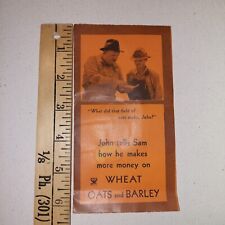 "What did that field of
oats make, John?"
John tells Sam
how he makes
more money on
WHEAT
OATS and BARLEY
1/8 Ph. (301)